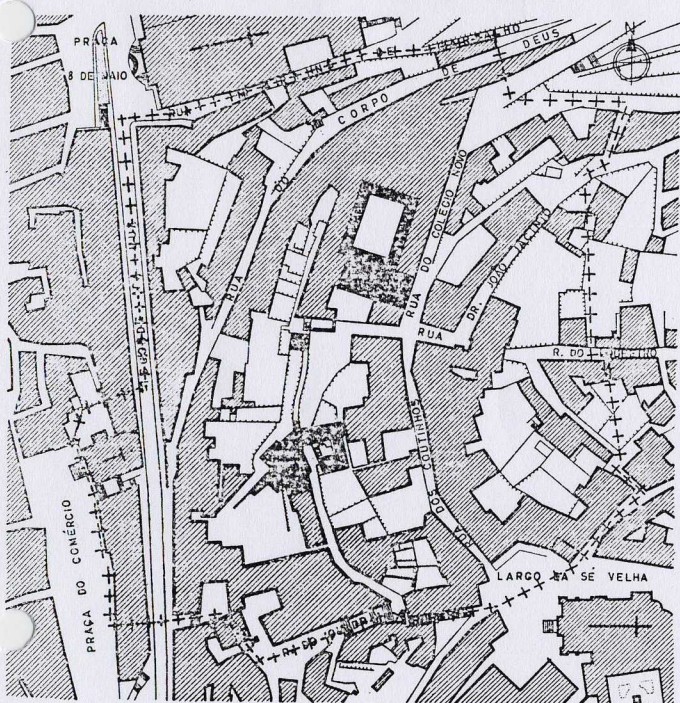 PRAÇA
8 DE MAIO
N
DEUS
DE
CORPO
DO
RUA
RUA DO COLÉGIO NOVO
DR. JOÃO JACINTO
RUA
RUA DOS COUTINHOS
PRAÇA DO COMÉRCIO
LARGO DA SÉ VELHA